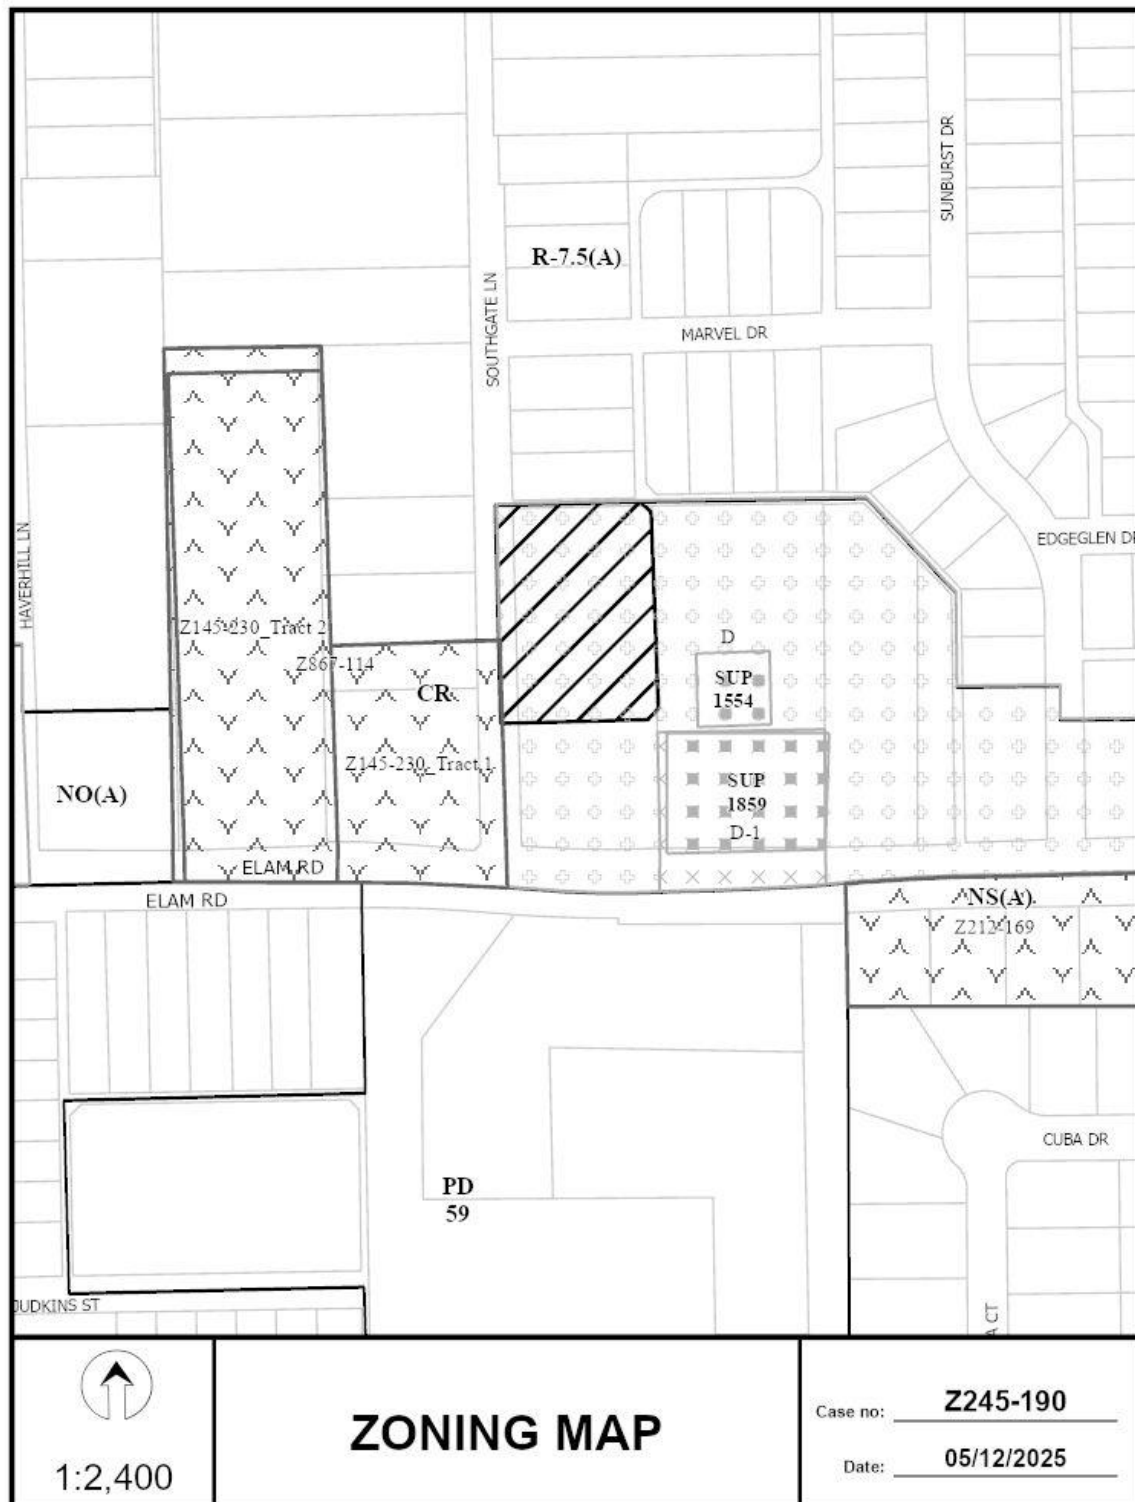 SUNBURST DR
R-7.5(A)
SOUTHGATE LN
MARVEL DR
HAVERHILL LN
EDGEGLEN DR
Z145-230_Tract 2
Z867-114
D
SUP
1554
CR
Z145-230_Tract 1
NO(A)
SUP
1859
D-1
ELAM RD
ELAM RD
NS(A)
Z212-169
CUBA DR
PD
59
JUDKINS ST
A CT
1:2,400
ZONING MAP
Case no: Z245-190
Date: 05/12/2025